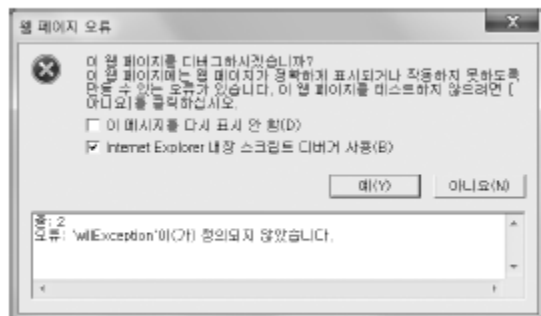 웹 페이지 오류
이 웹 페이지를 디버그하시겠습니까?
이 웹 페이지에는 웹 페이지가 정확하게 표시되거나 작동하지 못하도록
만들 수 있는 오류가 있습니다. 이 웹 페이지를 테스트하지 않으려면 [
아니요]를 클릭하십시오.
이 메시지를 다시 표시 안 함(D)
Internet Explorer 내장 스크립트 디버거 사용(B)
예(Y)
아니요(N)
줄: 2
오류: 'willException'이(가) 정의되지 않았습니다.